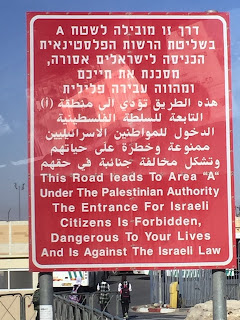 דרך זו מובילה לשטח A
בשליטת הרשות הפלסטינאית
הכניסה לישראלים אסורה,
מסכנת את חייכם
ומהווה עבירה פלילית
هذه الطريق تؤدي الى منطقة (أ)
التابعة للسلطة الفلسطينية
الدخول للمواطنين الاسرائيليين
ممنوعة وخطرة على حياتهم
وتشكل مخالفة جنائية في حقهم
This Road leads To Area "A"
Under The Palestinian Authority
The Entrance For Israeli
Citizens Is Forbidden,
Dangerous To Your Lives
And Is Against The Israeli Law